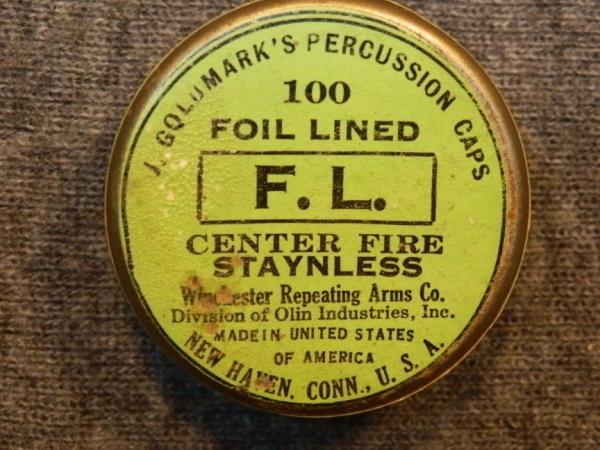 J. GOLDMARK'S PERCUSSION CAPS
100
FOIL LINED
F. L.
CENTER FIRE
STAYNLESS
Winchester Repeating Arms Co.
Division of Olin Industries, Inc.
MADE IN UNITED STATES
OF AMERICA
NEW HAVEN, CONN., U. S. A.